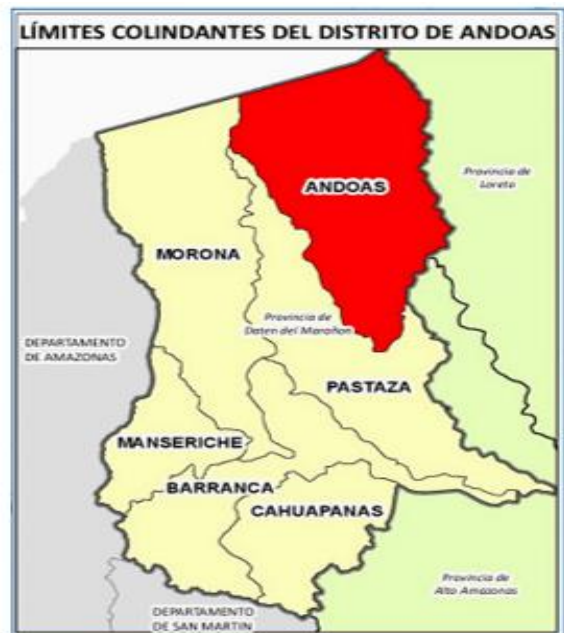 LÍMITES COLINDANTES DEL DISTRITO DE ANDOAS
Provincia de
Loreto
ANDOAS
MORONA
Provincia de
Daten del Marañon
DEPARTAMENTO
DE AMAZONAS
PASTAZA
MANSERICHE
BARRANCA
CAHUAPANAS
Provincia de
Alto Amazonas
DEPARTAMENTO
DE SAN MARTIN